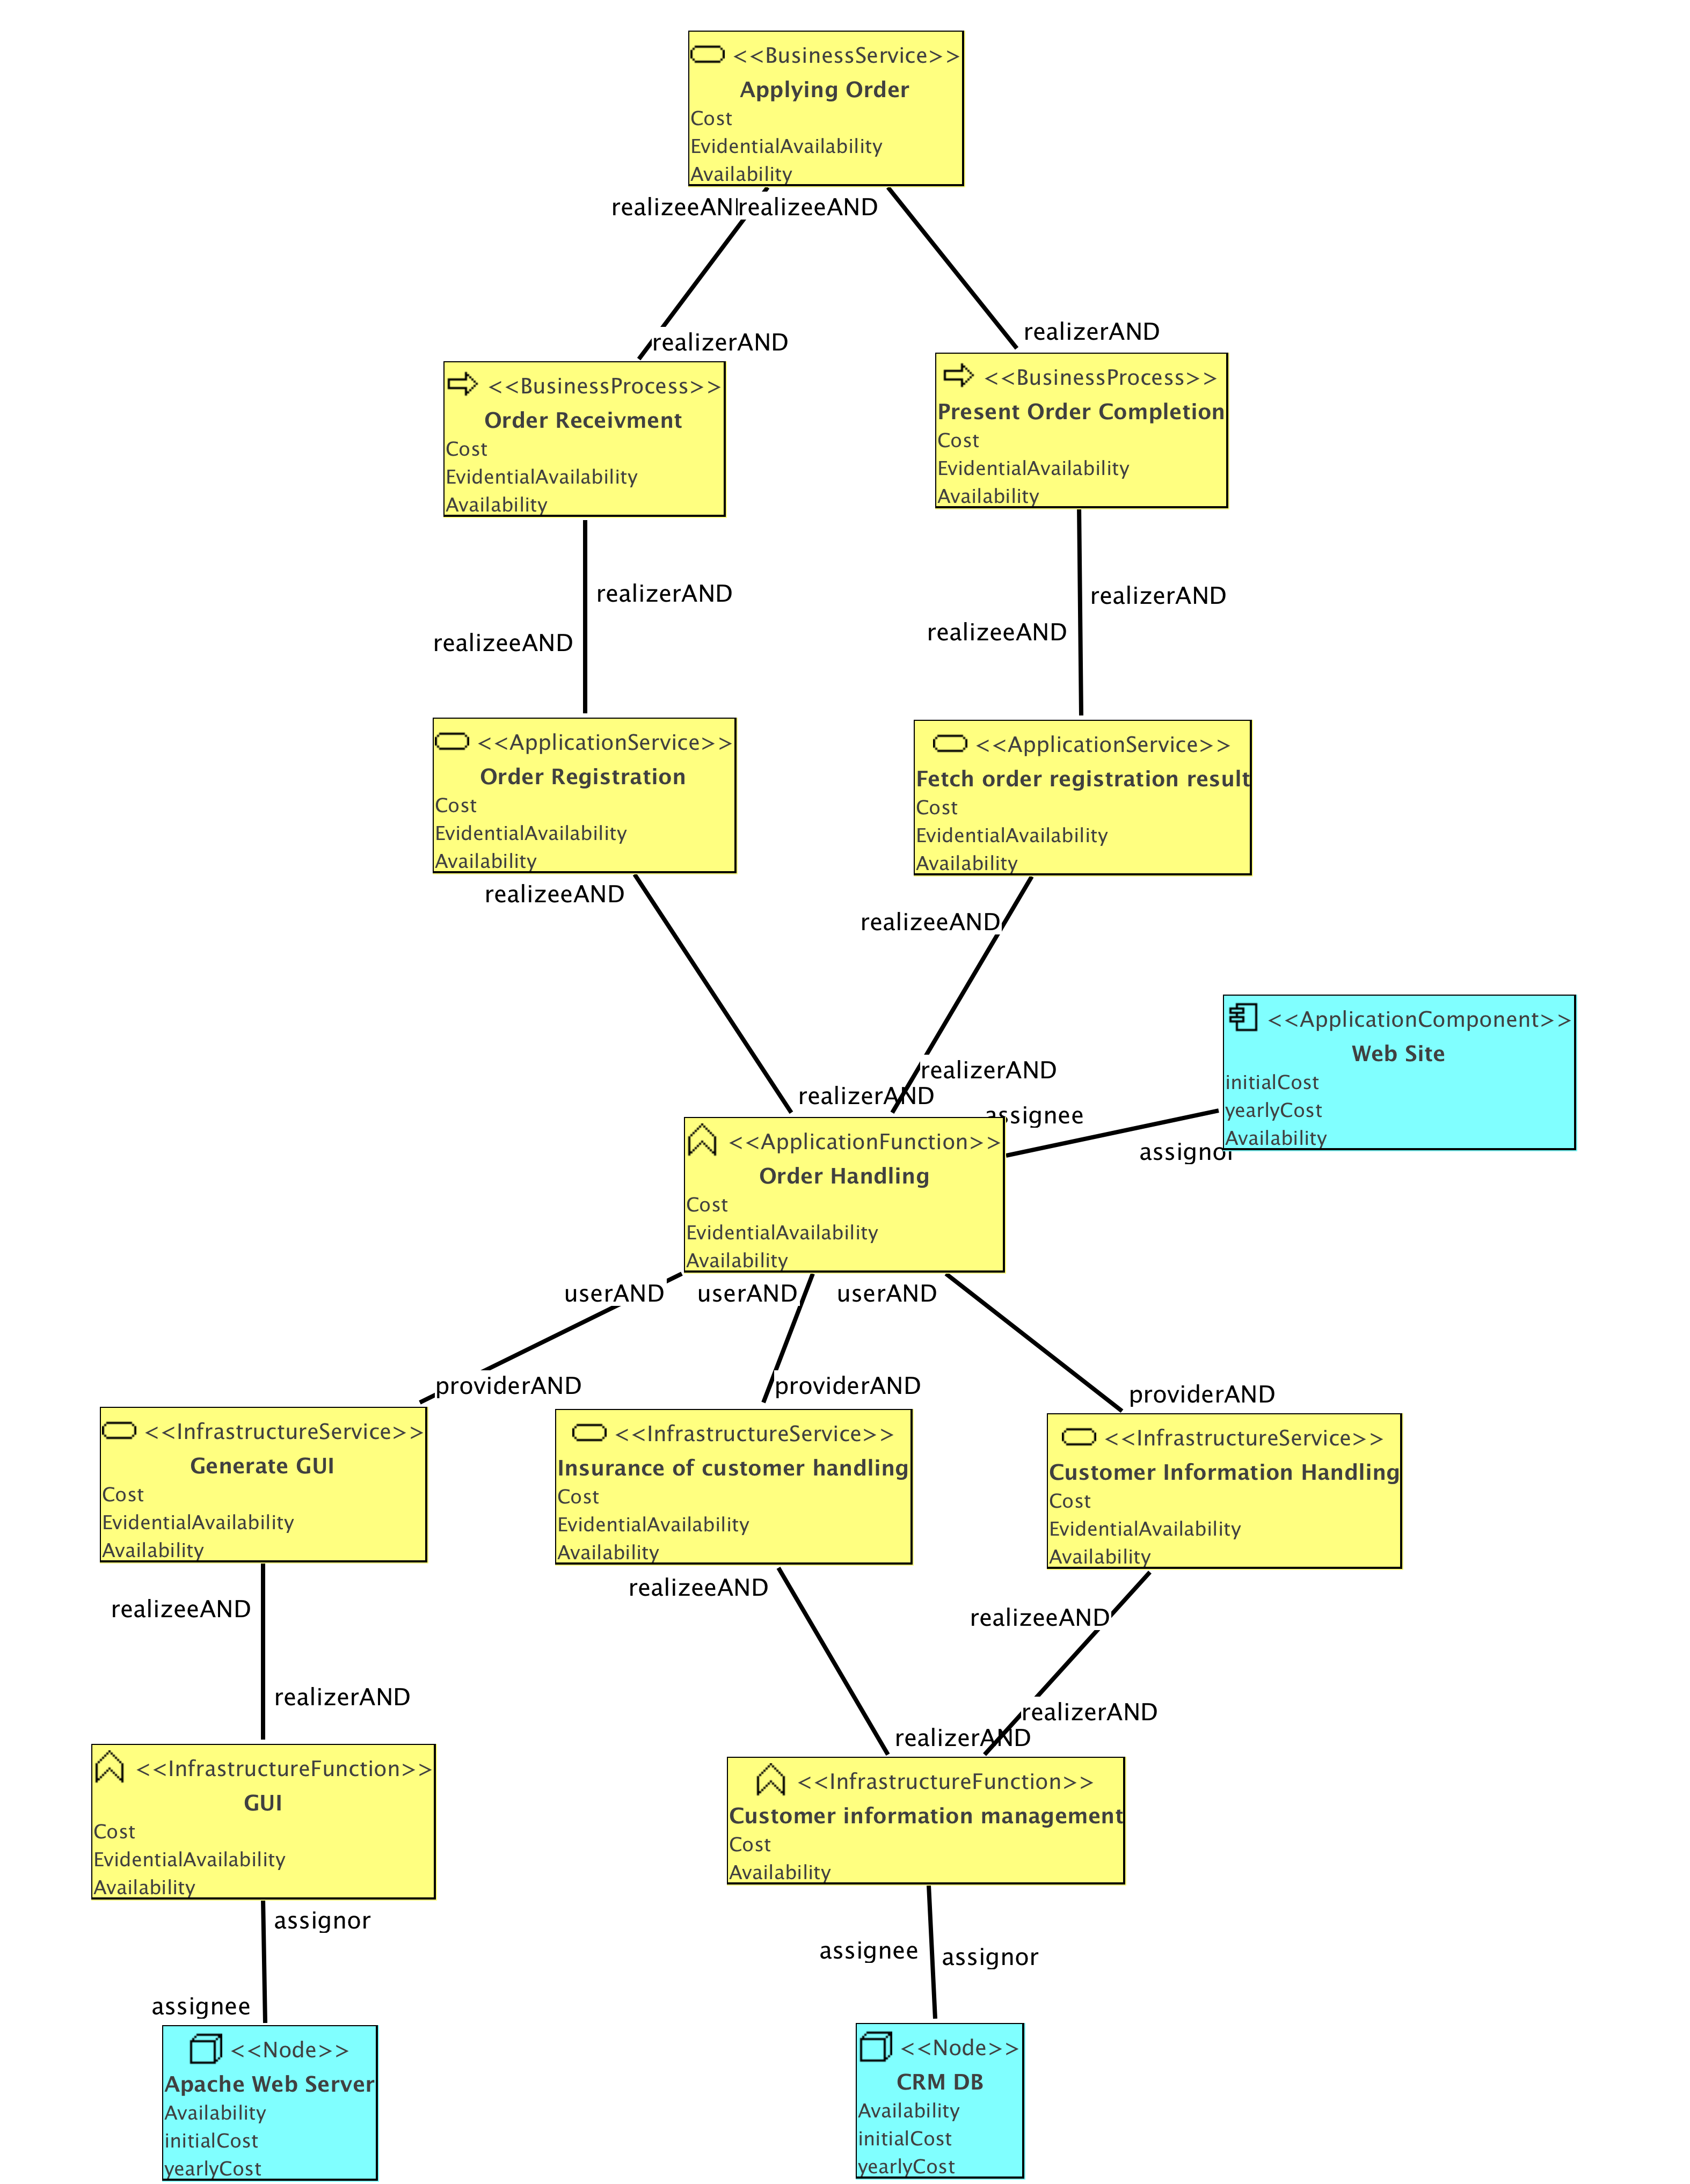 <<BusinessService>>
Applying Order
Cost
EvidentialAvailability
Availability
realizeeAND
realizeeAND
realizerAND
realizerAND
<<BusinessProcess>>
Order Receivment
Cost
EvidentialAvailability
Availability
<<BusinessProcess>>
Present Order Completion
Cost
EvidentialAvailability
Availability
realizerAND
realizeeAND
realizerAND
realizeeAND
<<ApplicationService>>
Order Registration
Cost
EvidentialAvailability
Availability
<<ApplicationService>>
Fetch order registration result
Cost
EvidentialAvailability
Availability
realizeeAND
realizeeAND
realizerAND
realizerAND
assignee
assignor
<<ApplicationComponent>>
Web Site
initialCost
yearlyCost
Availability
<<ApplicationFunction>>
Order Handling
Cost
EvidentialAvailability
Availability
userAND
userAND
userAND
providerAND
providerAND
providerAND
<<InfrastructureService>>
Generate GUI
Cost
EvidentialAvailability
Availability
<<InfrastructureService>>
Insurance of customer handling
Cost
EvidentialAvailability
Availability
<<InfrastructureService>>
Customer Information Handling
Cost
EvidentialAvailability
Availability
realizeeAND
realizerAND
realizeeAND
realizeeAND
realizerAND
realizerAND
<<InfrastructureFunction>>
GUI
Cost
EvidentialAvailability
Availability
<<InfrastructureFunction>>
Customer information management
Cost
Availability
assignor
assignee
assignee
assignor
<<Node>>
Apache Web Server
Availability
initialCost
yearlyCost
<<Node>>
CRM DB
Availability
initialCost
yearlyCost